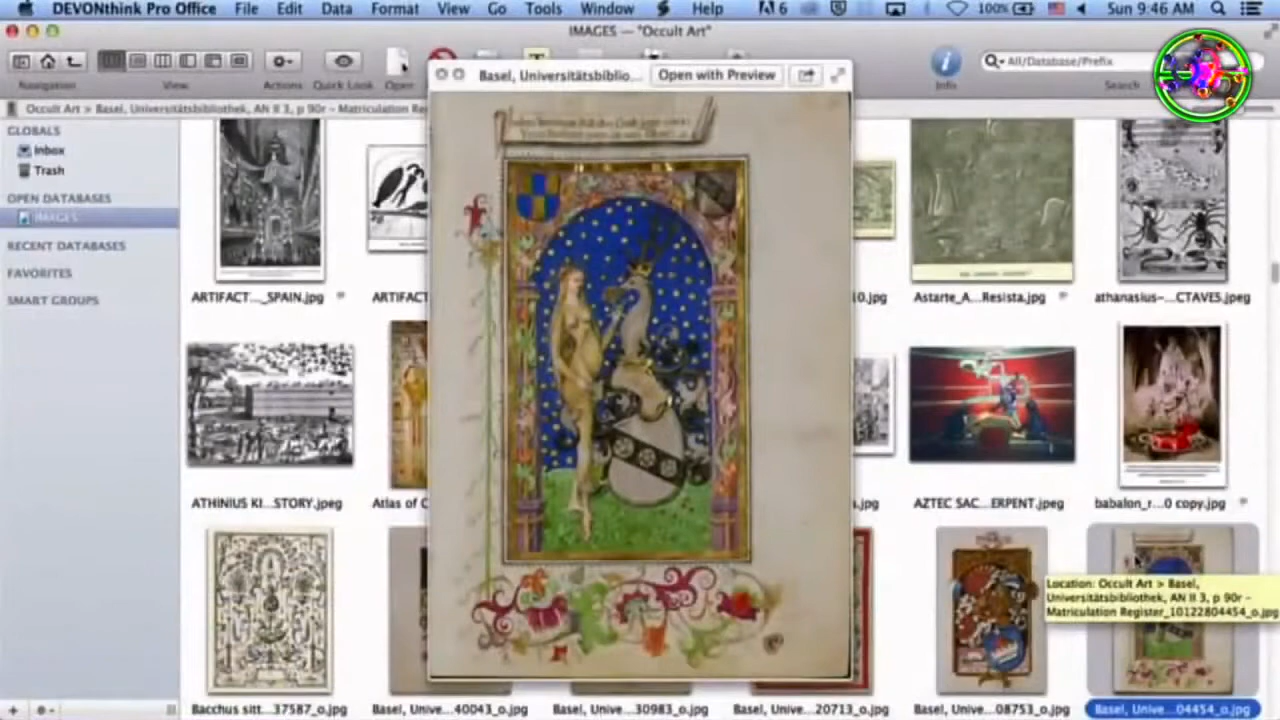 DEVONthink Pro Office File Edit Data Format View Go Tools Window Help 6 100% Sun 9:46 AM
IMAGES — "Occult Art"
Basel, Universitätsbiblio... Open with Preview
All/Database/Prefix
Navigation View Actions Quick Look Open Info Search
Occult Art > Basel, Universitätsbibliothek, AN II 3, p 90r - Matriculation Re
GLOBALS
Inbox
Trash
OPEN DATABASES
IMAGES
RECENT DATABASES
FAVORITES
SMART GROUPS
ARTIFACT..._SPAIN.jpg ARTIFACT 10.jpg Astarte_A...Resista.jpg athanasius-...CTAVES.jpeg
ATHINIUS KI...STORY.jpeg Atlas of C a.jpg AZTEC SAC...ERPENT.jpeg babalon_r...0 copy.jpg
Location: Occult Art > Basel,
Universitätsbibliothek, AN II 3, p 90r -
Matriculation Register_10122804454_o.jpg
Bacchus sitt...37587_o.jpg Basel, Unive...40043_o.jpg Basel, Unive...30983_o.jpg Basel, Unive...20713_o.jpg Basel, Unive...08753_o.jpg Basel, Unive...04454_o.jpg